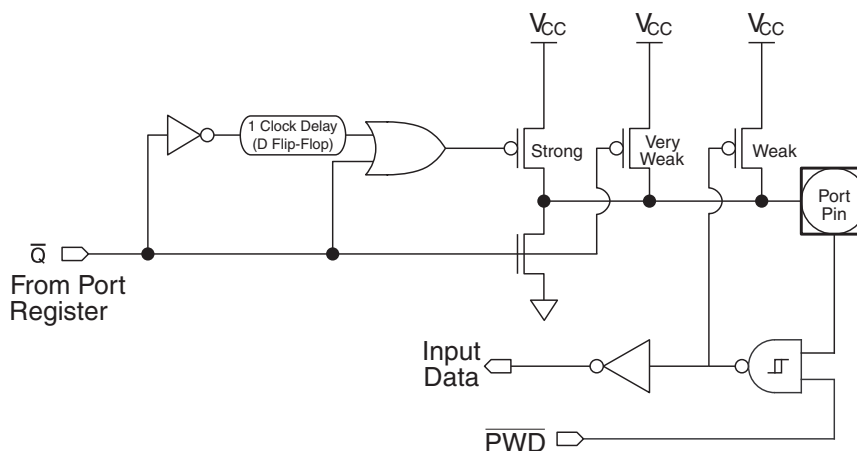 VCC
VCC
VCC
1 Clock Delay
(D Flip-Flop)
Strong
Very
Weak
Weak
Port
Pin
Q̅
From Port
Register
Input
Data
P̅W̅D̅